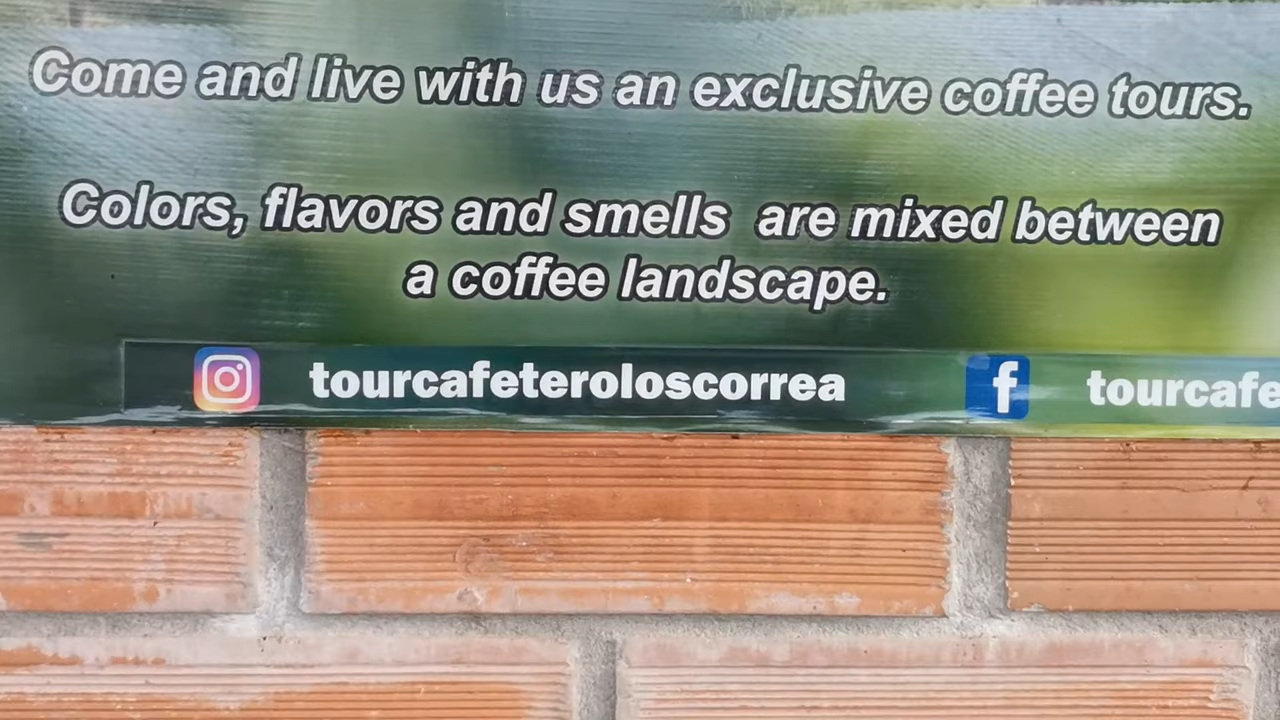 Come and live with us an exclusive coffee tours.
Colors, flavors and smells are mixed between
a coffee landscape.
tourcafeteroloscorrea
tourcafe